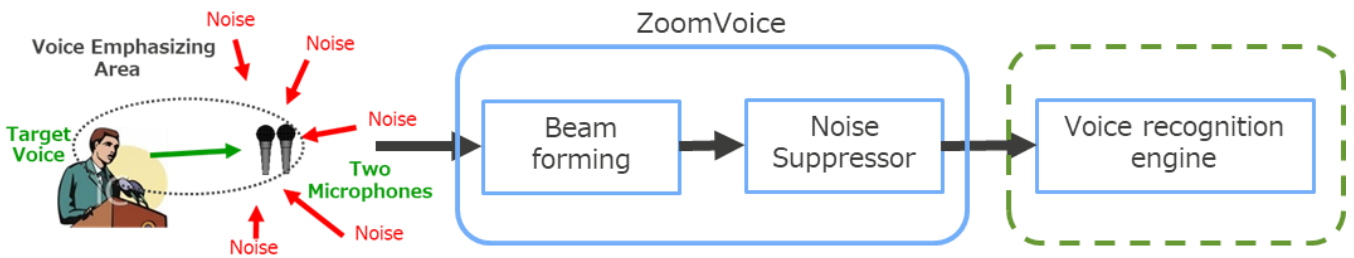 ZoomVoice
Noise
Noise
Voice Emphasizing
Area
Noise
Target
Voice
Two
Microphones
Noise
Noise
Beam
forming
Noise
Suppressor
Voice recognition
engine